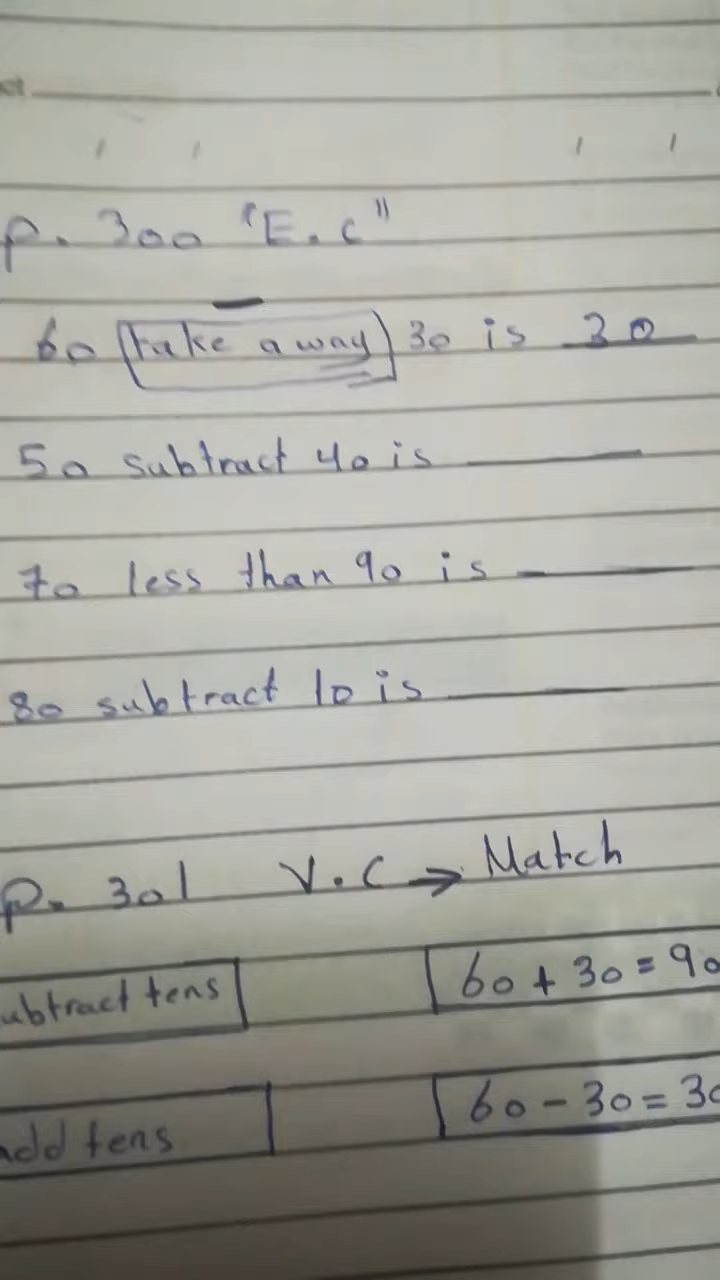 p. 300 "E.C"
60 take away 30 is 30
50 subtract 40 is
70 less than 90 is
80 subtract 10 is
p. 301 V.C → Match
ubtract tens 60 + 30 = 90
add tens 60 - 30 = 30